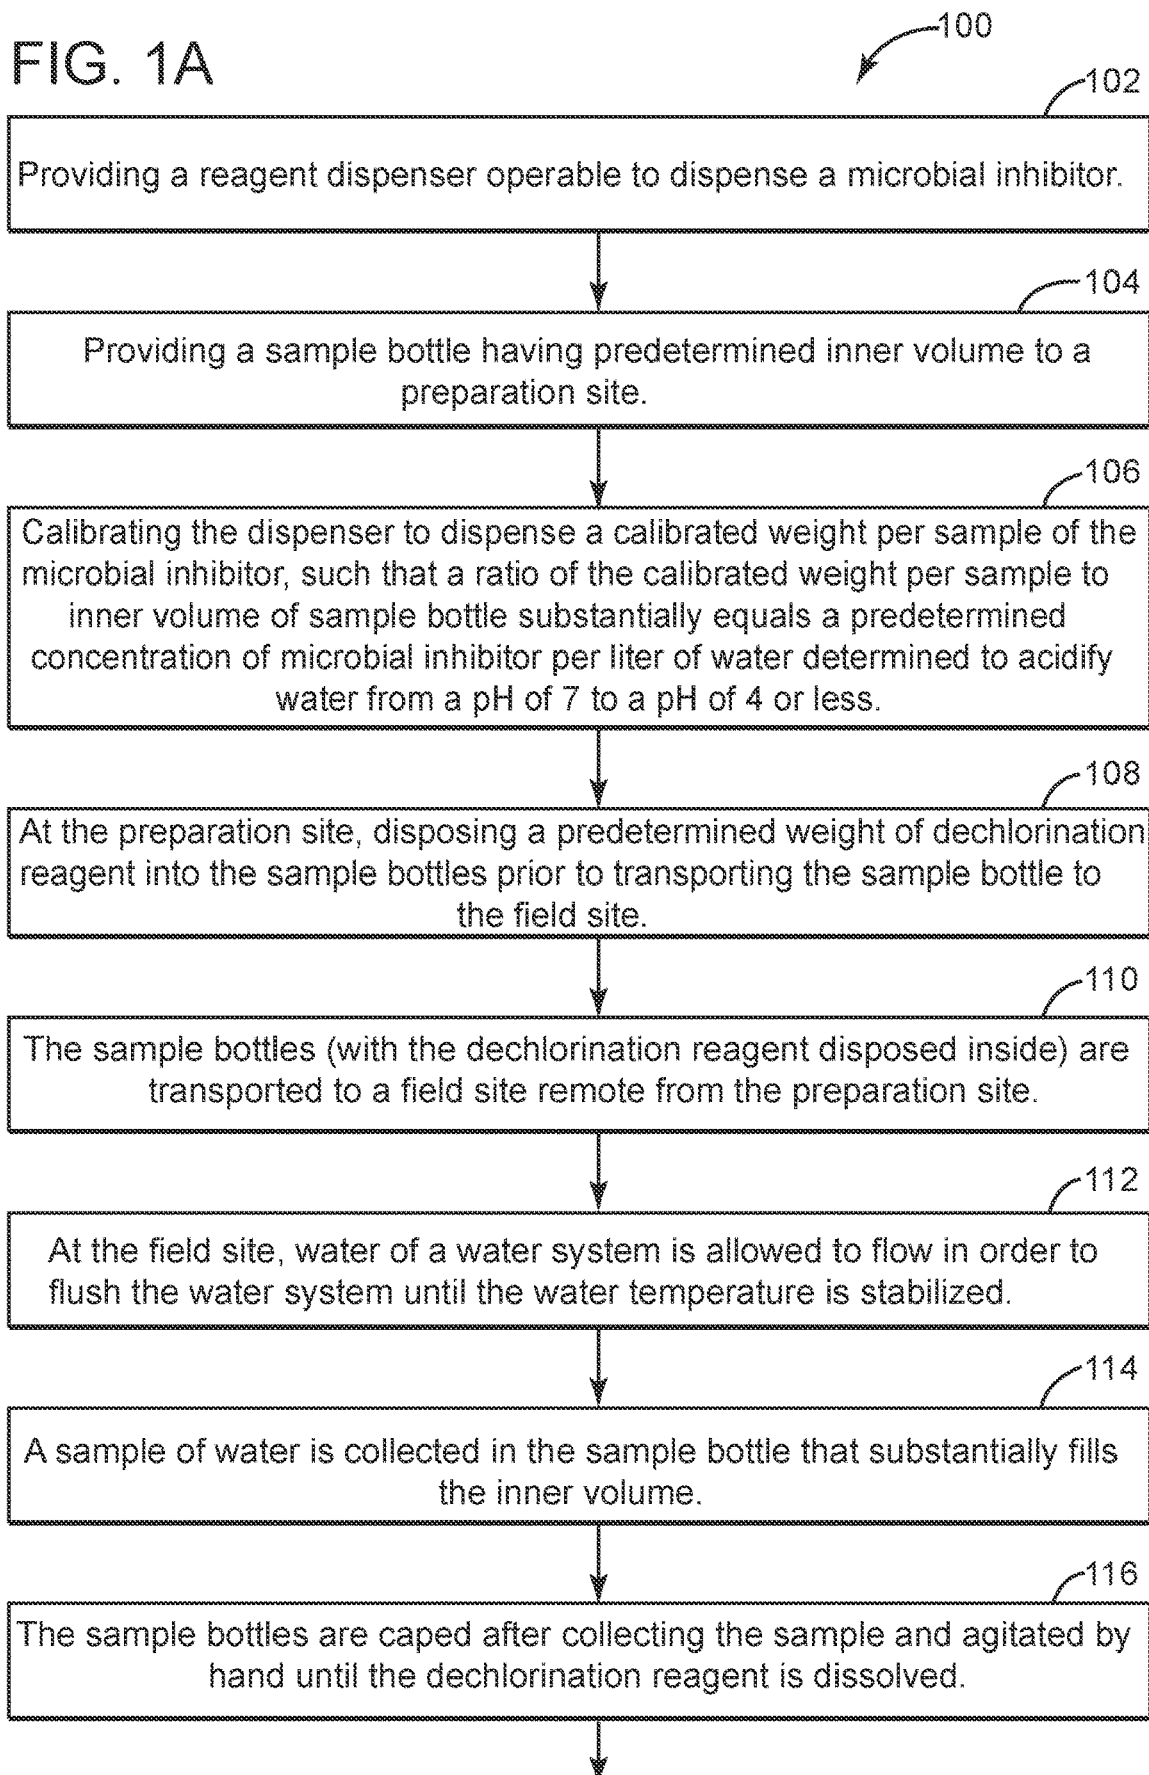 100
FIG. 1A
102
Providing a reagent dispenser operable to dispense a microbial inhibitor.
104
Providing a sample bottle having predetermined inner volume to a
preparation site.
106
Calibrating the dispenser to dispense a calibrated weight per sample of the
microbial inhibitor, such that a ratio of the calibrated weight per sample to
inner volume of sample bottle substantially equals a predetermined
concentration of microbial inhibitor per liter of water determined to acidify
water from a pH of 7 to a pH of 4 or less.
108
At the preparation site, disposing a predetermined weight of dechlorination
reagent into the sample bottles prior to transporting the sample bottle to
the field site.
110
The sample bottles (with the dechlorination reagent disposed inside) are
transported to a field site remote from the preparation site.
112
At the field site, water of a water system is allowed to flow in order to
flush the water system until the water temperature is stabilized.
114
A sample of water is collected in the sample bottle that substantially fills
the inner volume.
116
The sample bottles are caped after collecting the sample and agitated by
hand until the dechlorination reagent is dissolved.